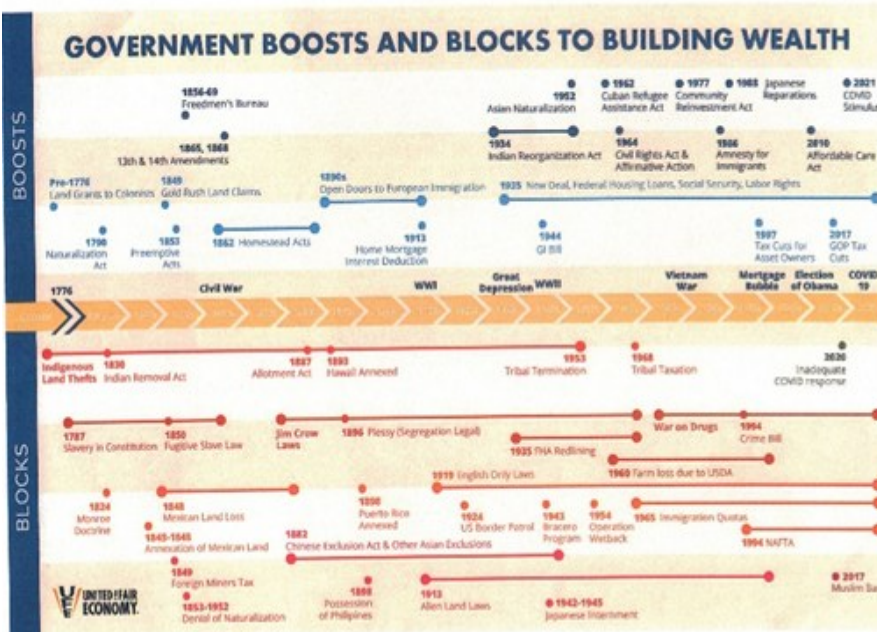 GOVERNMENT BOOSTS AND BLOCKS TO BUILDING WEALTH
BOOSTS
1856-69
Freedmen's Bureau
1865, 1868
13th & 14th Amendments
1952
Asian Naturalization
1962
Cuban Refugee
Assistance Act
1977
Community
Reinvestment Act
1988 Japanese
Reparations
2021
COVID
Stimulus
1934
Indian Reorganization Act
1964
Civil Rights Act &
Affirmative Action
1986
Amnesty for
Immigrants
2010
Affordable Care
Act
Pre-1776
Land Grants to Colonists
1849
Gold Rush Land Claims
1890s
Open Doors to European Immigration
1935 New Deal, Federal Housing Loans, Social Security, Labor Rights
1790
Naturalization
Act
1853
Preemptive
Acts
1862 Homestead Acts
1913
Home Mortgage
Interest Deduction
1944
GI Bill
1997
Tax Cuts for
Asset Owners
2017
GOP Tax
Cuts
1776
Civil War
WWI
Great
Depression
WWII
Vietnam
War
Mortgage
Bubble
Election
of Obama
COVID
19
BLOCKS
Indigenous
Land Thefts
1830
Indian Removal Act
1887
Allotment Act
1893
Hawaii Annexed
1953
Tribal Termination
1968
Tribal Taxation
2020
Inadequate
COVID response
1787
Slavery in Constitution
1850
Fugitive Slave Law
Jim Crow
Laws
1896 Plessy (Segregation Legal)
1935 FHA Redlining
War on Drugs
1994
Crime Bill
1960 Farm loss due to USDA
1919 English Only Laws
1824
Monroe
Doctrine
1848
Mexican Land Loss
1845-1848
Annexation of Mexican Land
1898
Puerto Rico
Annexed
1924
US Border Patrol
1943
Bracero
Program
1954
Operation
Wetback
1965 Immigration Quotas
1994 NAFTA
1882
Chinese Exclusion Act & Other Asian Exclusions
1849
Foreign Miners Tax
1853-1952
Denial of Naturalization
1898
Possession
of Philipines
1913
Alien Land Laws
1942-1945
Japanese Internment
2017
Muslim Ba
UNITED FAIR
ECONOMY